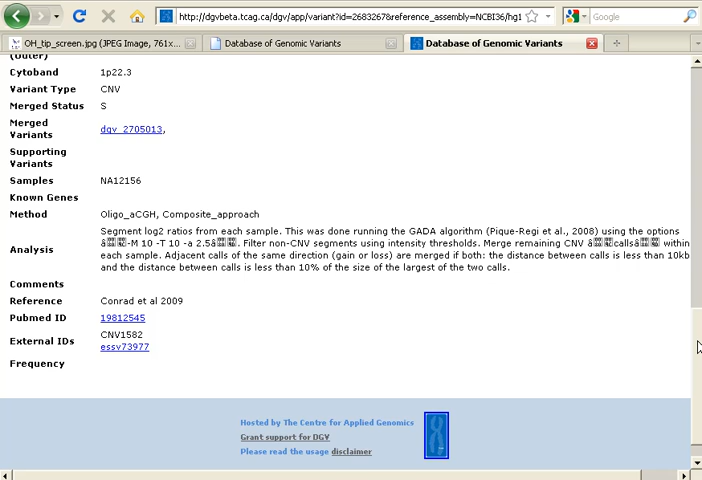 http://dgvbeta.tcag.ca/dgv/app/variant?id=2683267&reference_assembly=NCBI36/hg1
Google
OH_tip_screen.jpg (JPEG Image, 761x...
Database of Genomic Variants
Database of Genomic Variants
(Outer)
Cytoband 1p22.3
Variant Type CNV
Merged Status S
Merged Variants dgv_2705013,
Supporting Variants
Samples NA12156
Known Genes
Method Oligo_aCGH, Composite_approach
Analysis
Segment log2 ratios from each sample. This was done running the GADA algorithm (Pique-Regi et al., 2008) using the options
-M 10 -T 10 -a 2.5â. Filter non-CNV segments using intensity thresholds. Merge remaining CNV âcallsâ within
each sample. Adjacent calls of the same direction (gain or loss) are merged if both: the distance between calls is less than 10kb
and the distance between calls is less than 10% of the size of the largest of the two calls.
Comments
Reference Conrad et al 2009
Pubmed ID 19812545
External IDs CNV1582
essv73977
Frequency
Hosted by The Centre for Applied Genomics
Grant support for DGV
Please read the usage disclaimer